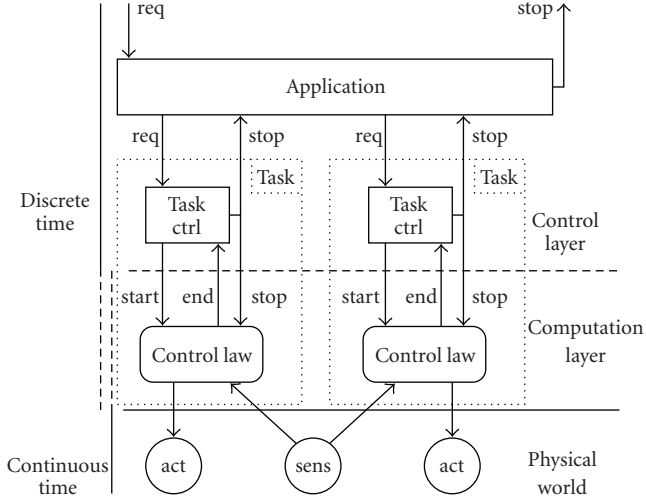 req
stop
Application
req
stop
req
stop
Task
Task
Task
ctrl
Task
ctrl
Discrete
time
Control
layer
start
end
stop
start
end
stop
Control law
Control law
Computation
layer
act
sens
act
Continuous
time
Physical
world